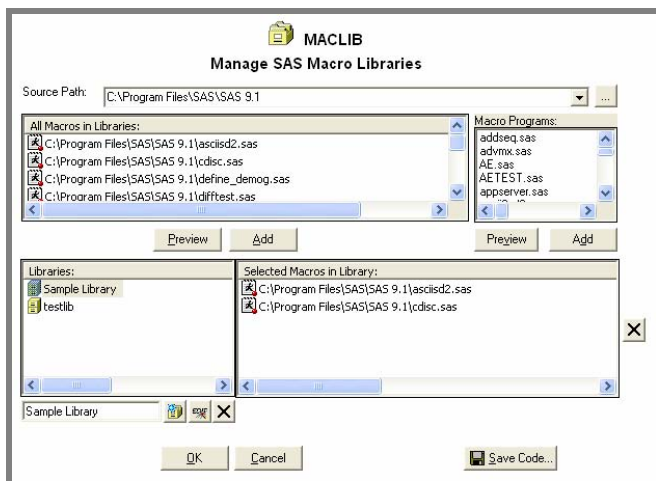 MACLIB
Manage SAS Macro Libraries
Source Path:
C:\Program Files\SAS\SAS 9.1
...
All Macros in Libraries:
C:\Program Files\SAS\SAS 9.1\asciisd2.sas
C:\Program Files\SAS\SAS 9.1\cdisc.sas
C:\Program Files\SAS\SAS 9.1\define_demog.sas
C:\Program Files\SAS\SAS 9.1\difftest.sas
Macro Programs:
addseq.sas
advmx.sas
AE.sas
AETEST.sas
appserver.sas
Preview
Add
Preview
Add
Libraries:
Sample Library
testlib
Selected Macros in Library:
C:\Program Files\SAS\SAS 9.1\asciisd2.sas
C:\Program Files\SAS\SAS 9.1\cdisc.sas
Sample Library
OK
Cancel
Save Code...